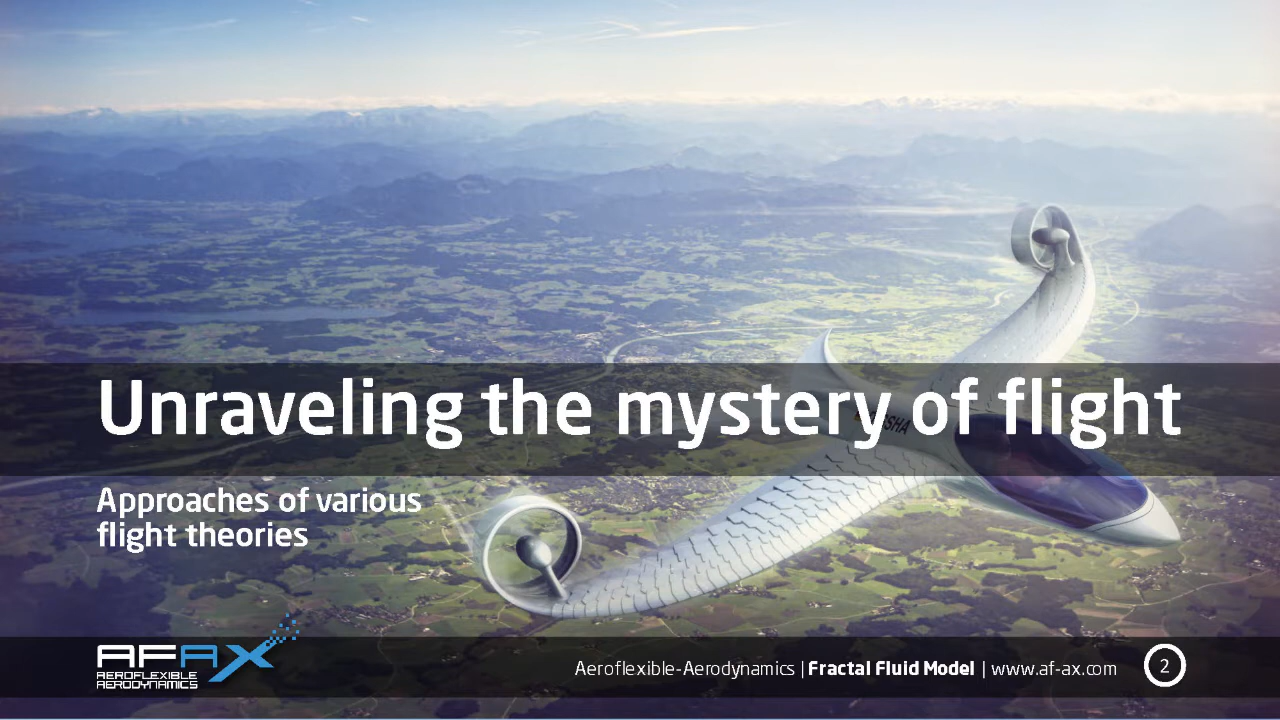 Unraveling the mystery of flight
Approaches of various
flight theories
AFAX
AEROFLEXIBLE
AERODYNAMICS
Aeroflexible-Aerodynamics | Fractal Fluid Model | www.af-ax.com
2